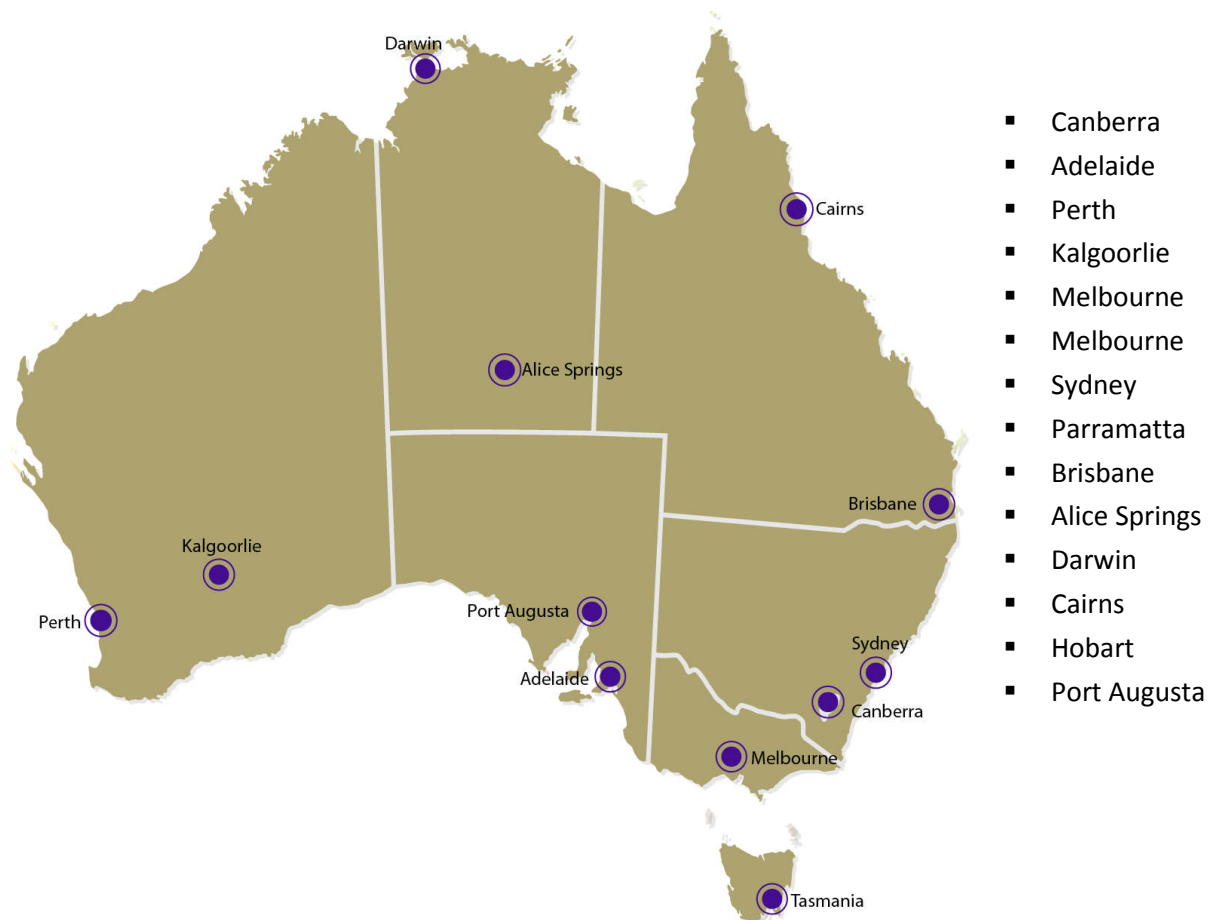 Darwin
Cairns
Alice Springs
Brisbane
Kalgoorlie
Perth
Port Augusta
Sydney
Adelaide
Canberra
Melbourne
Tasmania
▪ Canberra
▪ Adelaide
▪ Perth
▪ Kalgoorlie
▪ Melbourne
▪ Melbourne
▪ Sydney
▪ Parramatta
▪ Brisbane
▪ Alice Springs
▪ Darwin
▪ Cairns
▪ Hobart
▪ Port Augusta